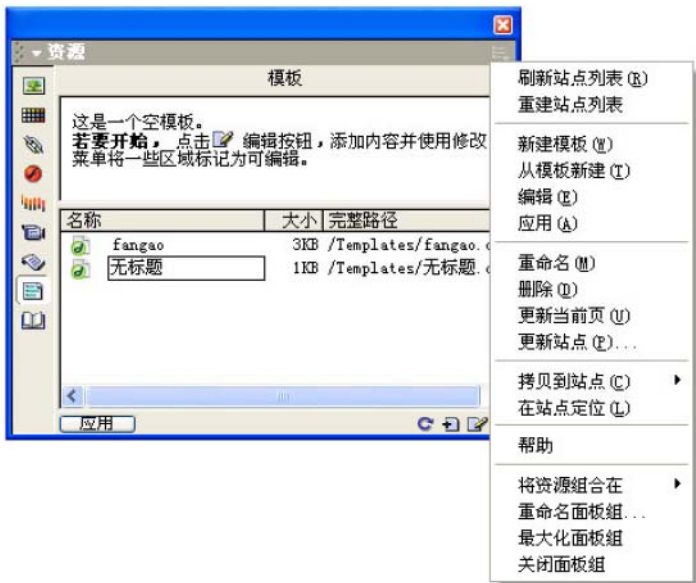 资源
模板
这是一个空模板。
若要开始，点击 编辑按钮，添加内容并使用修改
菜单将一些区域标记为可编辑。
名称 大小 完整路径
fangao 3KB /Templates/fangao.
无标题 1KB /Templates/无标题.
应用
刷新站点列表(R)
重建站点列表
新建模板(W)
从模板新建(T)
编辑(E)
应用(A)
重命名(M)
删除(D)
更新当前页(U)
更新站点(P)...
拷贝到站点(C)
在站点定位(L)
帮助
将资源组合在
重命名面板组...
最大化面板组
关闭面板组